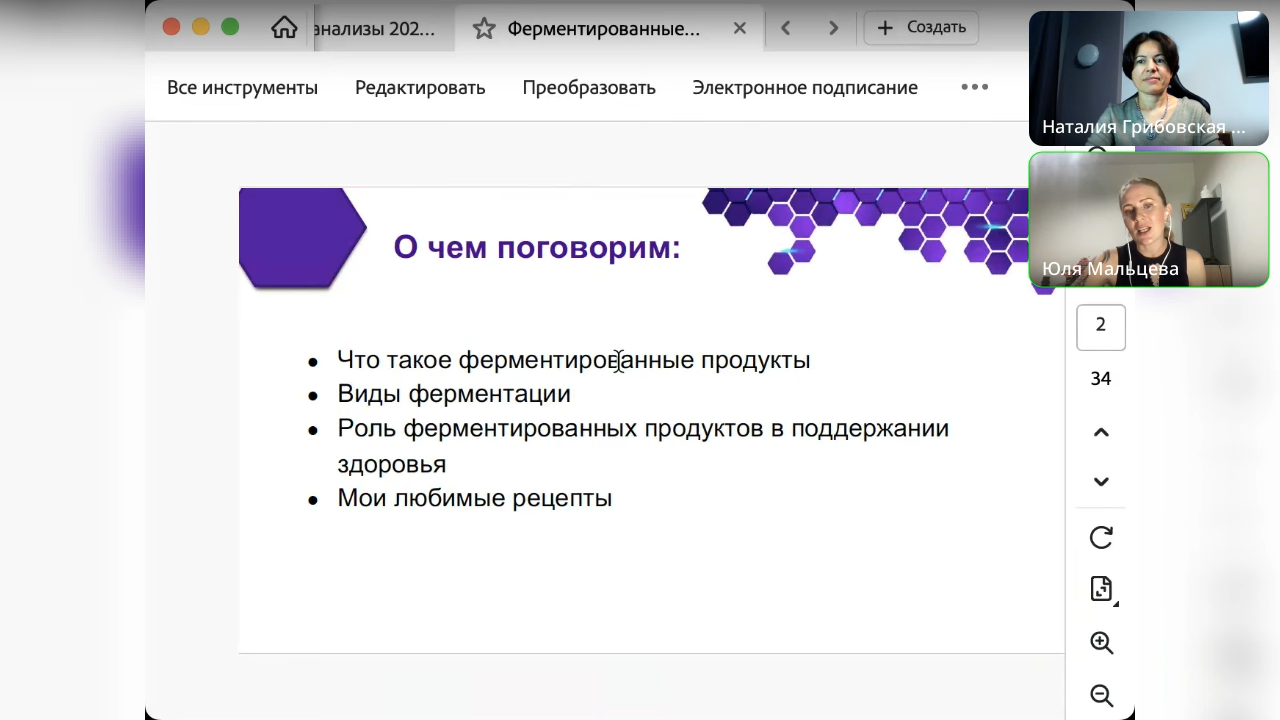 анализы 202...
Ферментированные...
Создать
Все инструменты
Редактировать
Преобразовать
Электронное подписание
Наталия Грибовская ...
Юля Мальцева
О чем поговорим:
Что такое ферментированные продукты
Виды ферментации
Роль ферментированных продуктов в поддержании
здоровья
Мои любимые рецепты
2
34